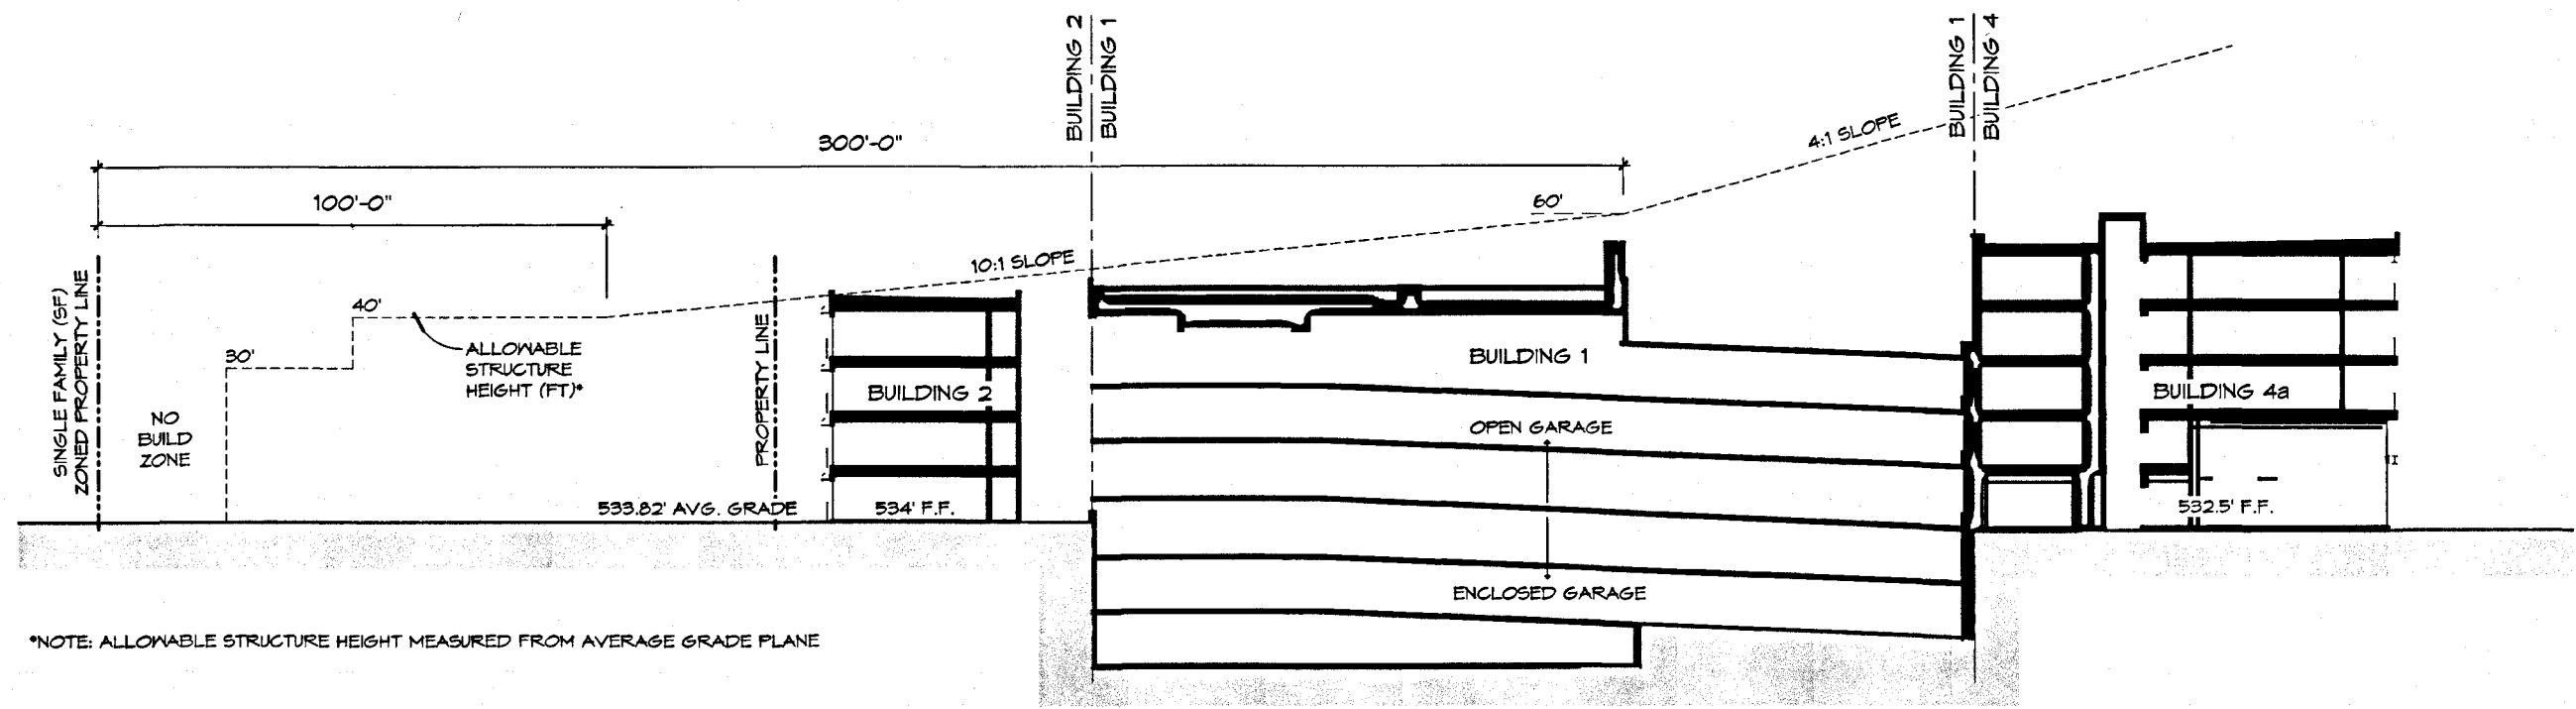 BUILDING 2
BUILDING 1
BUILDING 1
BUILDING 4
300'-0"
4:1 SLOPE
100'-0"
60'
10:1 SLOPE
SINGLE FAMILY (SF)
ZONED PROPERTY LINE
40'
30'
ALLOWABLE
STRUCTURE
HEIGHT (FT)*
PROPERTY LINE
BUILDING 1
BUILDING 2
BUILDING 4a
NO
BUILD
ZONE
OPEN GARAGE
533.82' AVG. GRADE
534' F.F.
532.5' F.F.
ENCLOSED GARAGE
*NOTE: ALLOWABLE STRUCTURE HEIGHT MEASURED FROM AVERAGE GRADE PLANE